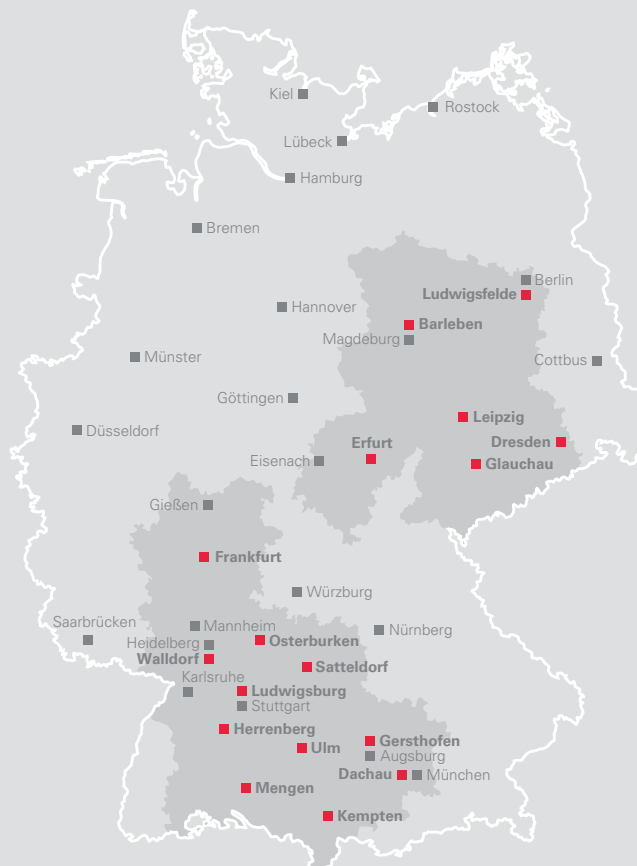 Kiel
Rostock
Lübeck
Hamburg
Bremen
Berlin
Ludwigsfelde
Hannover
Barleben
Magdeburg
Münster
Cottbus
Göttingen
Leipzig
Düsseldorf
Erfurt
Dresden
Eisenach
Glauchau
Gießen
Frankfurt
Würzburg
Saarbrücken
Mannheim
Nürnberg
Heidelberg
Osterburken
Walldorf
Satteldorf
Karlsruhe
Ludwigsburg
Stuttgart
Herrenberg
Gersthofen
Ulm
Augsburg
Dachau
München
Mengen
Kempten